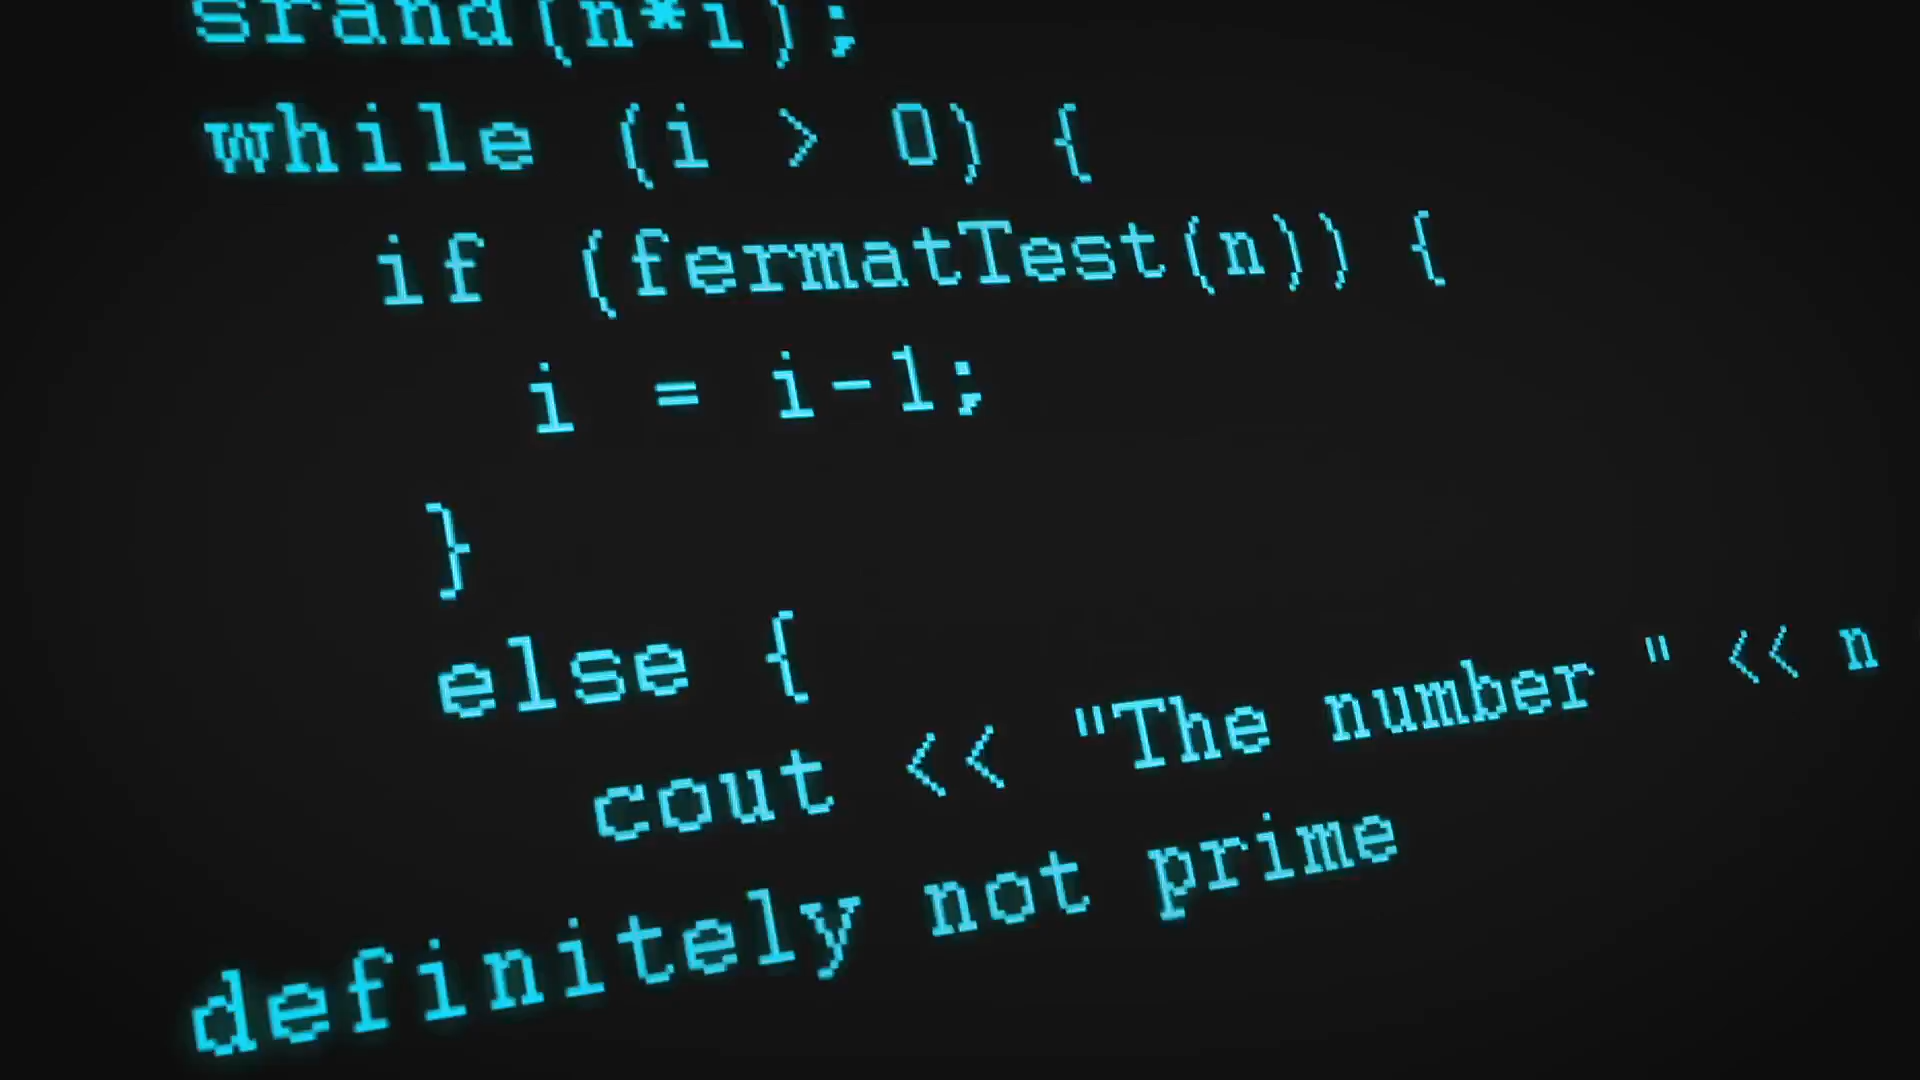 srand(n*i);
while (i > 0) {
if (fermatTest(n)) {
i = i-1;
}
else {
cout << "The number " << n
definitely not prime